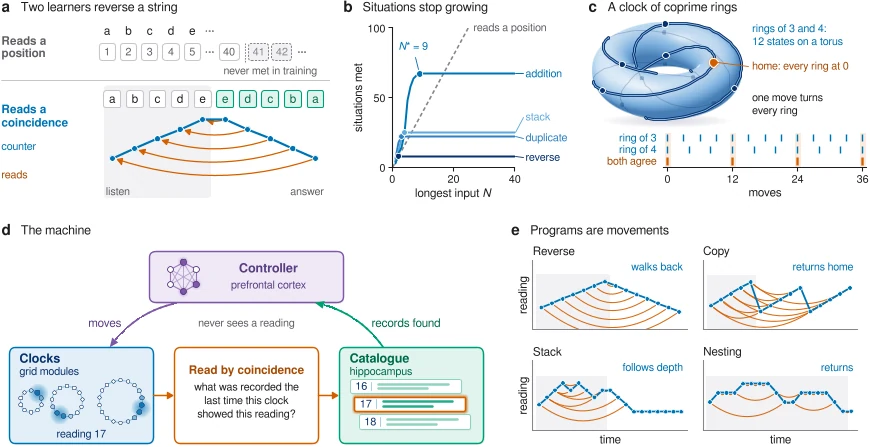 a Two learners reverse a string
a b c d e ...
Reads a
position
1 2 3 4 5 ... 40 41 42 ...
never met in training
Reads a
coincidence
a b c d e e d c b a
counter
reads
listen
answer
b Situations stop growing
situations met
100
50
0
N* = 9
reads a position
addition
stack
duplicate
reverse
0 20 40
longest input N
c A clock of coprime rings
rings of 3 and 4:
12 states on a torus
home: every ring at 0
one move turns
every ring
ring of 3
ring of 4
both agree
0 12 24 36
moves
d The machine
Controller
prefrontal cortex
moves
never sees a reading
records found
Clocks
grid modules
reading 17
Read by coincidence
what was recorded the
last time this clock
showed this reading?
Catalogue
hippocampus
16
17
18
e Programs are movements
Reverse
walks back
reading
Copy
returns home
Stack
follows depth
reading
time
Nesting
returns
time